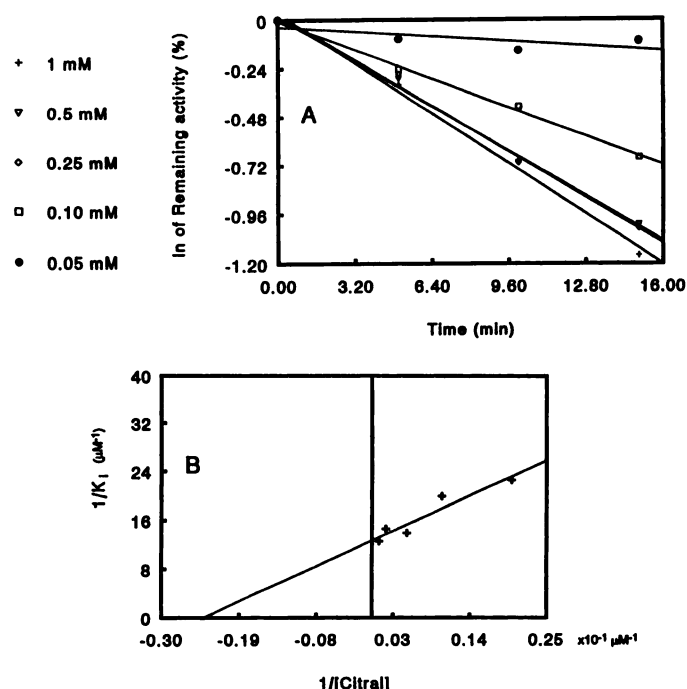 1 mM
0.5 mM
0.25 mM
0.10 mM
0.05 mM
ln of Remaining activity (%)
0
-0.24
-0.48
-0.72
-0.96
-1.20
A
0.00 3.20 6.40 9.60 12.80 16.00
Time (min)
1/K I (μM-1)
40
32
24
16
8
0
B
-0.30 -0.19 -0.08 0.03 0.14 0.25 x10-1 μM-1
1/[Citral]